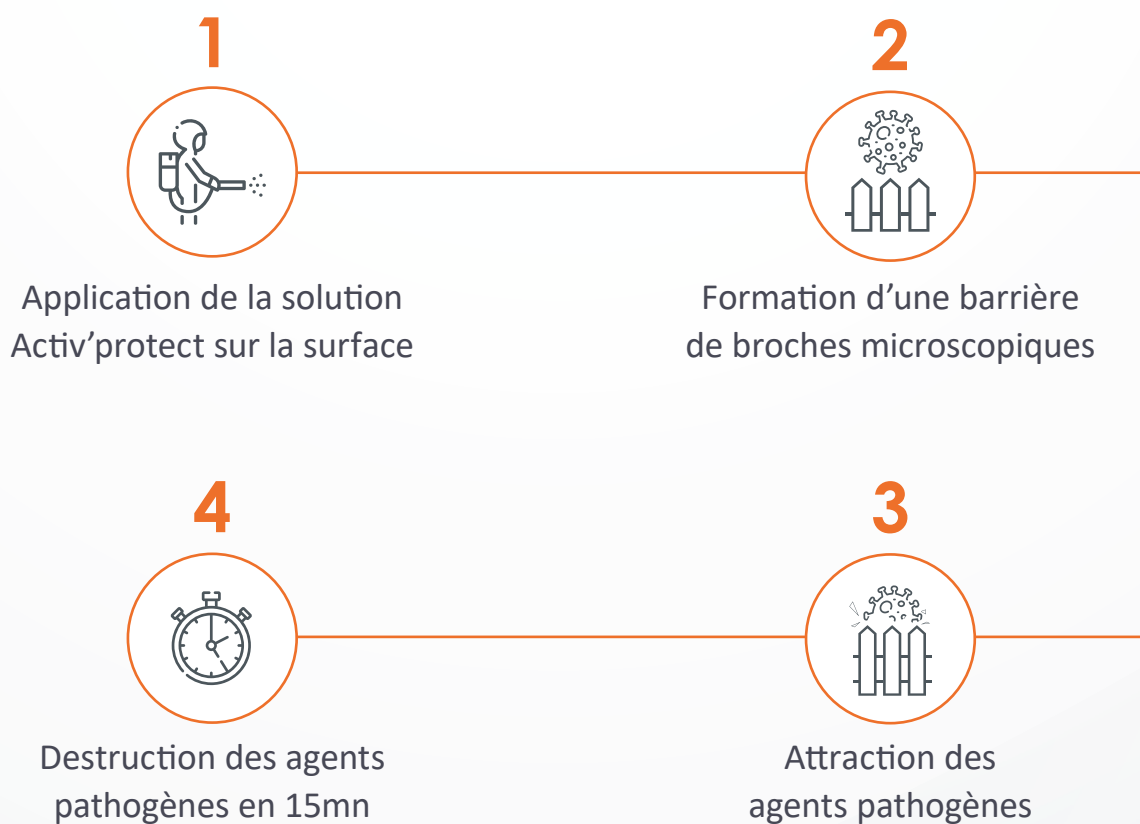 1
Application de la solution
Activ’protect sur la surface
2
Formation d’une barrière
de broches microscopiques
3
Attraction des
agents pathogènes
4
Destruction des agents
pathogènes en 15mn